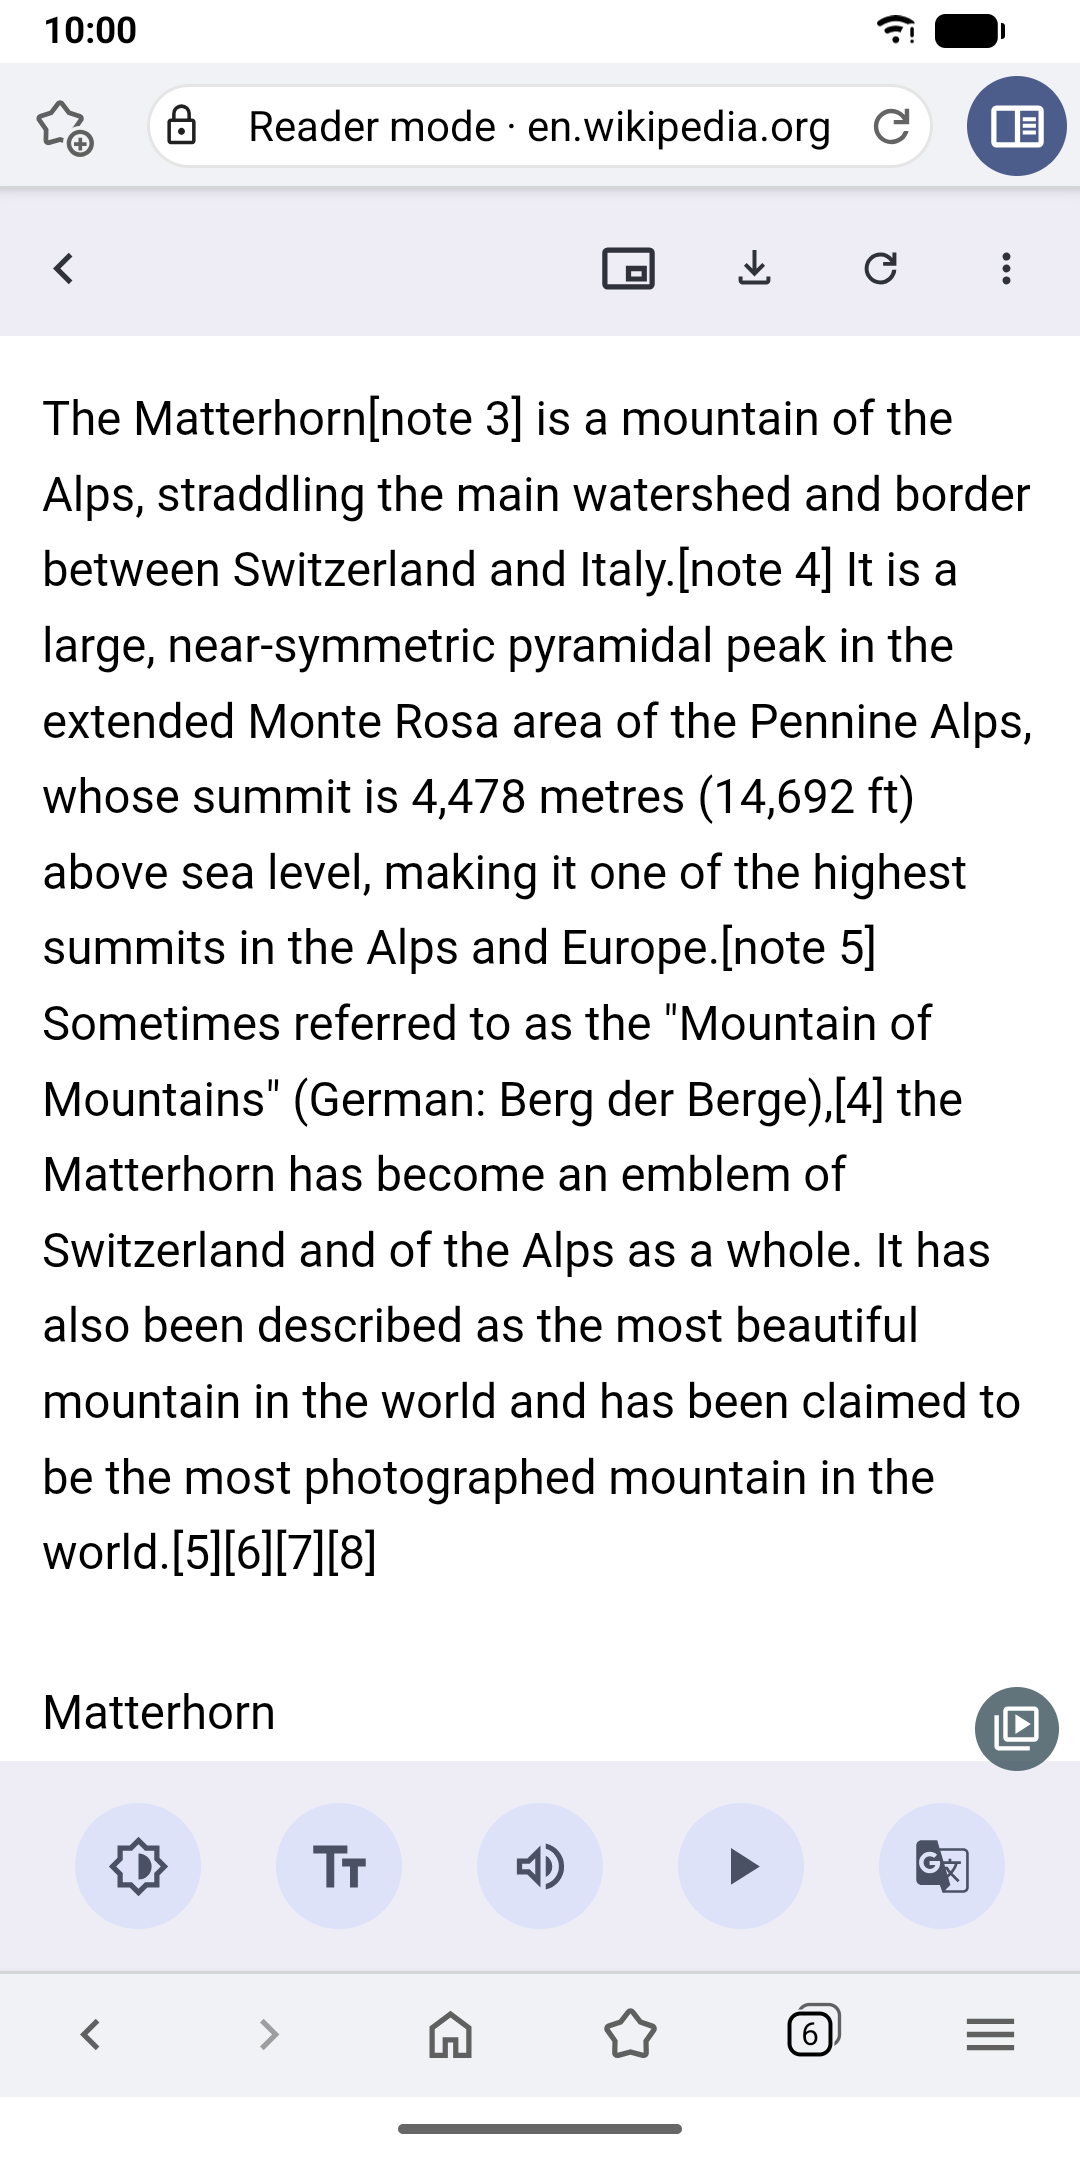 10:00
Reader mode · en.wikipedia.org
The Matterhorn[note 3] is a mountain of the
Alps, straddling the main watershed and border
between Switzerland and Italy.[note 4] It is a
large, near-symmetric pyramidal peak in the
extended Monte Rosa area of the Pennine Alps,
whose summit is 4,478 metres (14,692 ft)
above sea level, making it one of the highest
summits in the Alps and Europe.[note 5]
Sometimes referred to as the "Mountain of
Mountains" (German: Berg der Berge),[4] the
Matterhorn has become an emblem of
Switzerland and of the Alps as a whole. It has
also been described as the most beautiful
mountain in the world and has been claimed to
be the most photographed mountain in the
world.[5][6][7][8]
Matterhorn
6